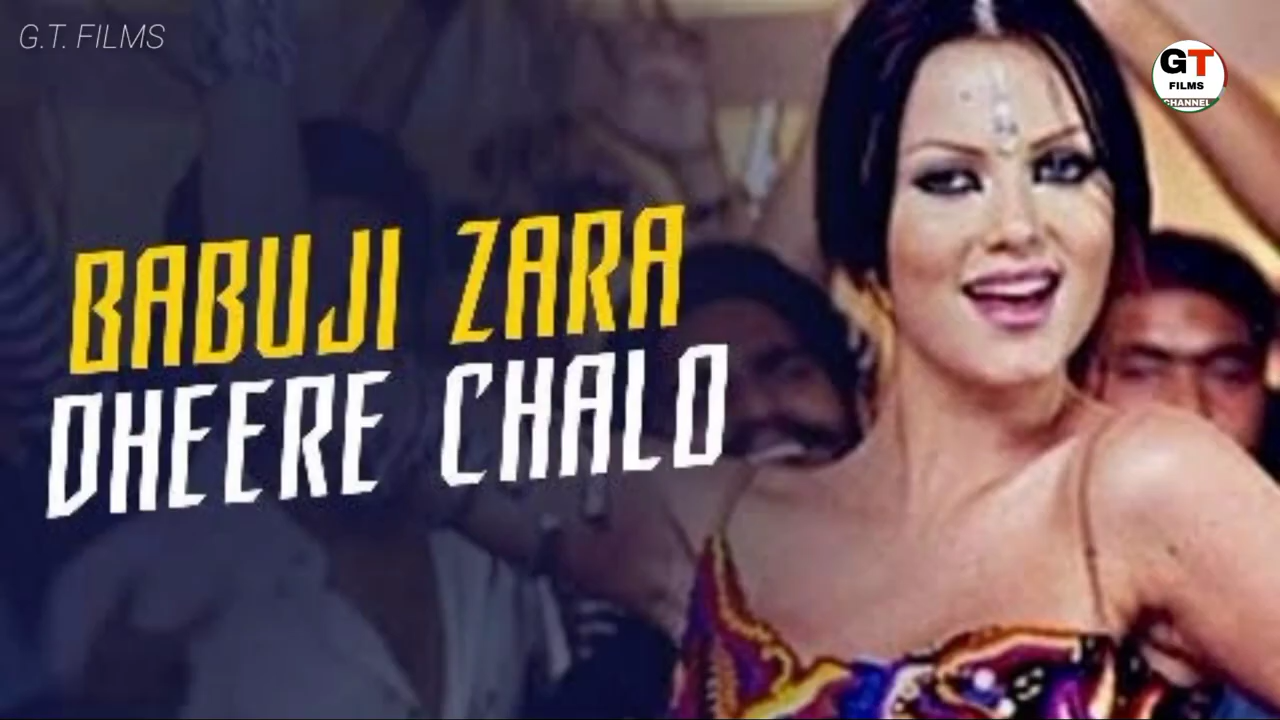 G.T. FILMS
GT
FILMS
CHANNEL
BABUJI ZARA
DHEERE CHALO